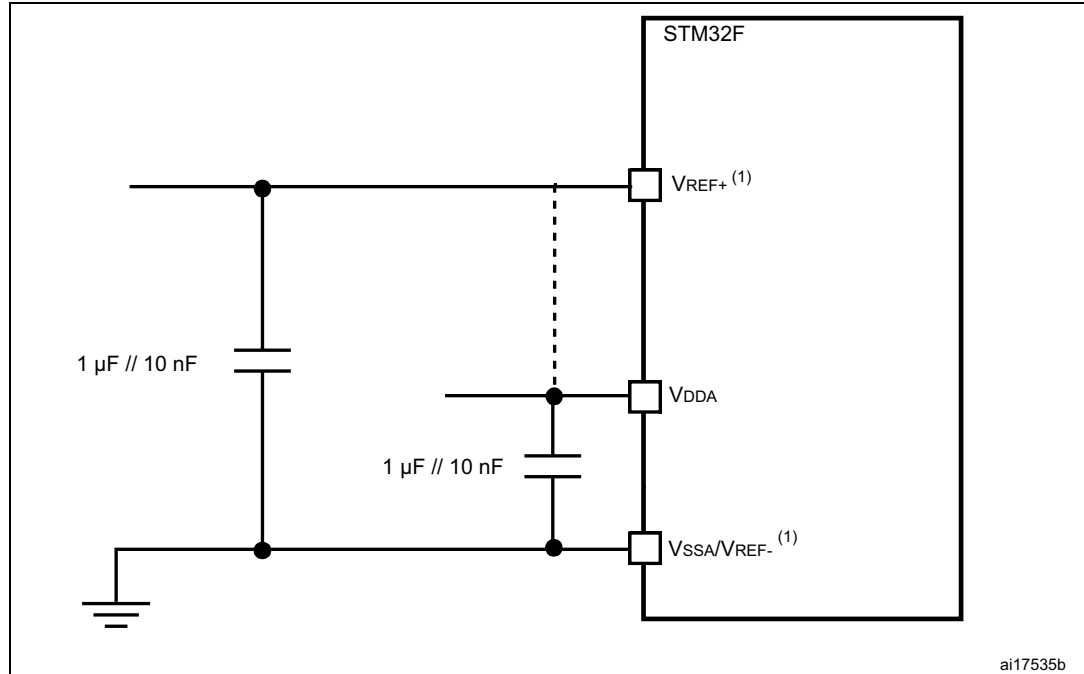 STM32F
VREF+ (1)
1 µF // 10 nF
VDDA
1 µF // 10 nF
VSSA/VREF- (1)
ai17535b